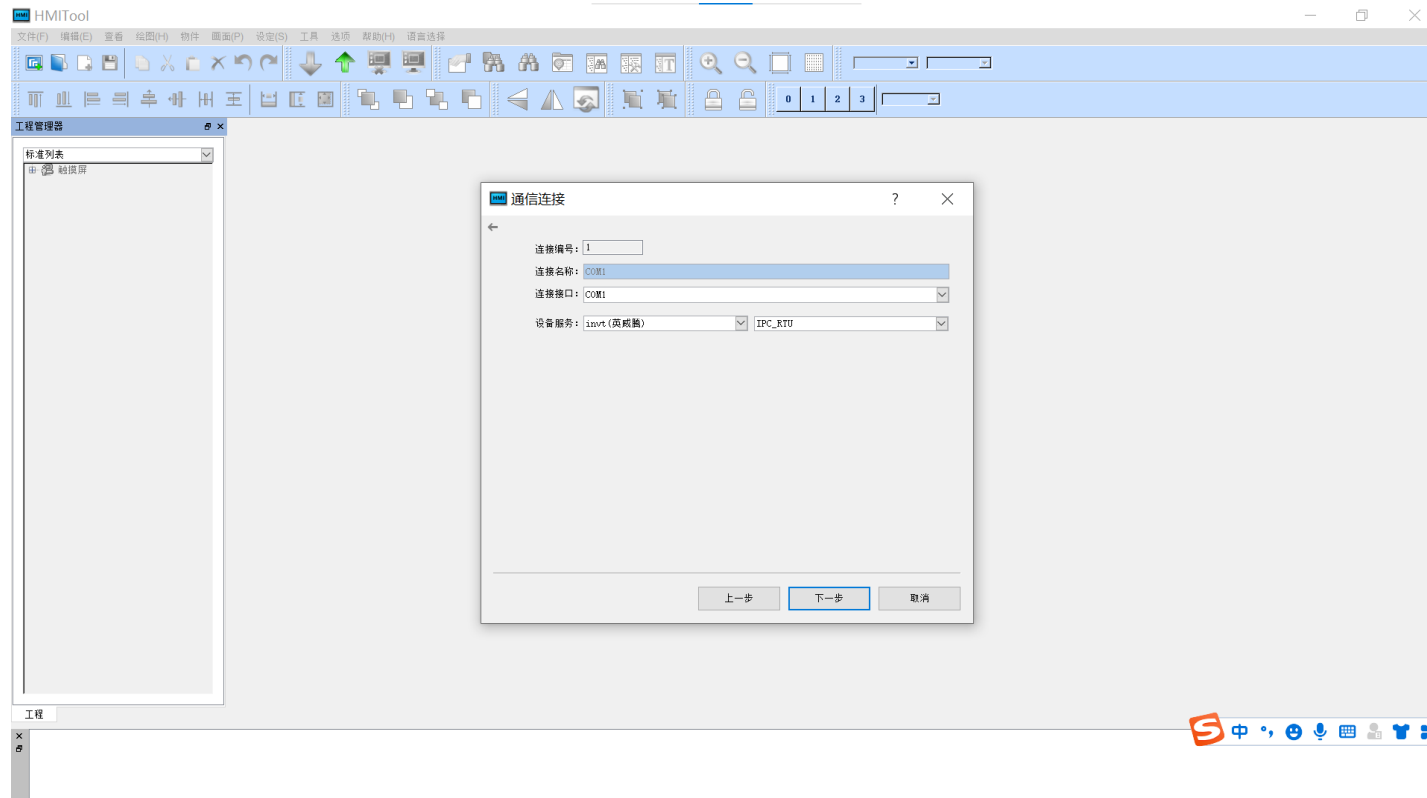 HMI HMITool
文件(F) 编辑(E) 查看 绘图(H) 物件 画面(P) 设定(S) 工具 选项 帮助(H) 语言选择
0 1 2 3
工程管理器
标准列表
触摸屏
HMI 通信连接
连接编号: 1
连接名称: COM1
连接接口: COM1
设备服务: invt(英威腾) IPC_RTU
上一步 下一步 取消
工程
中